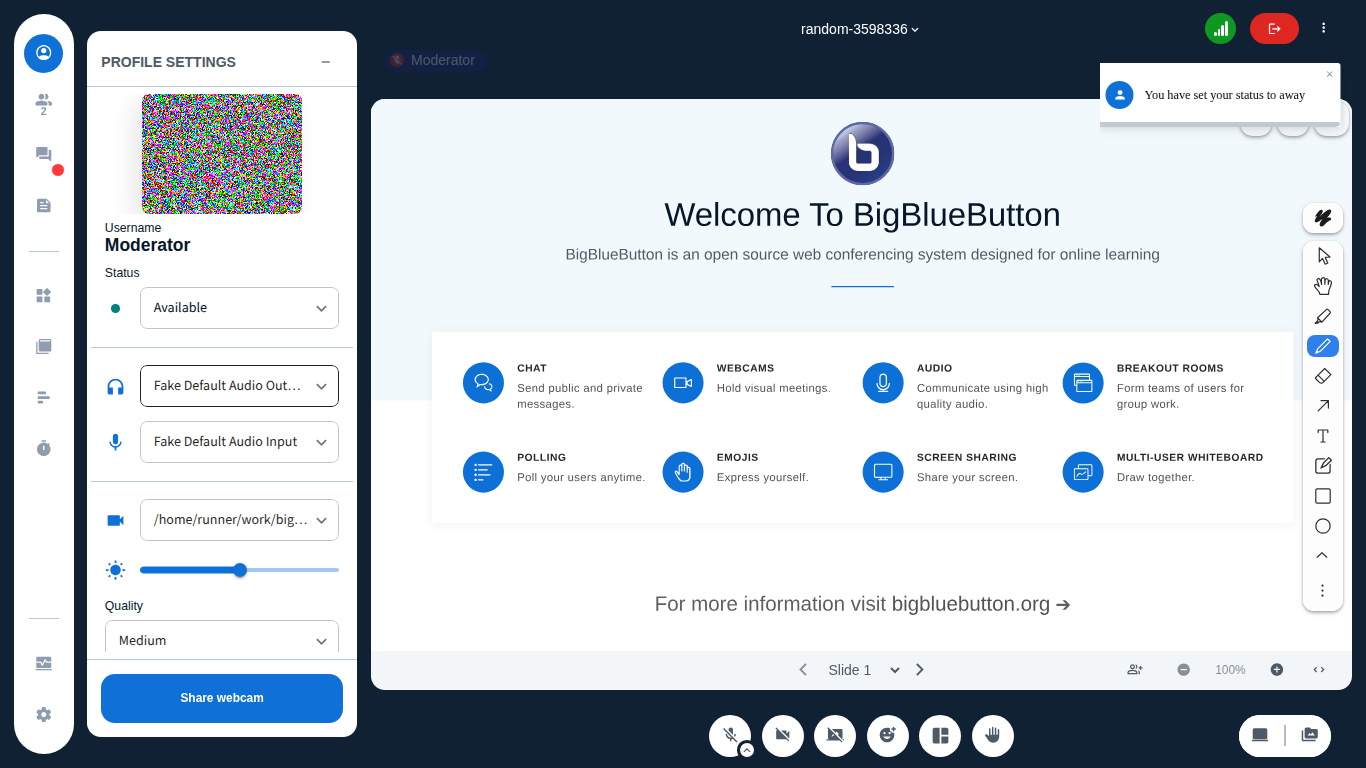 random-3598336
PROFILE SETTINGS
Moderator
You have set your status to away
2
Username
Moderator
Status
Available
Fake Default Audio Out…
Fake Default Audio Input
/home/runner/work/big…
Quality
Medium
Share webcam
Welcome To BigBlueButton
BigBlueButton is an open source web conferencing system designed for online learning
CHAT
Send public and private
messages.
WEBCAMS
Hold visual meetings.
AUDIO
Communicate using high
quality audio.
BREAKOUT ROOMS
Form teams of users for
group work.
POLLING
Poll your users anytime.
EMOJIS
Express yourself.
SCREEN SHARING
Share your screen.
MULTI-USER WHITEBOARD
Draw together.
For more information visit bigbluebutton.org →
Slide 1
100%